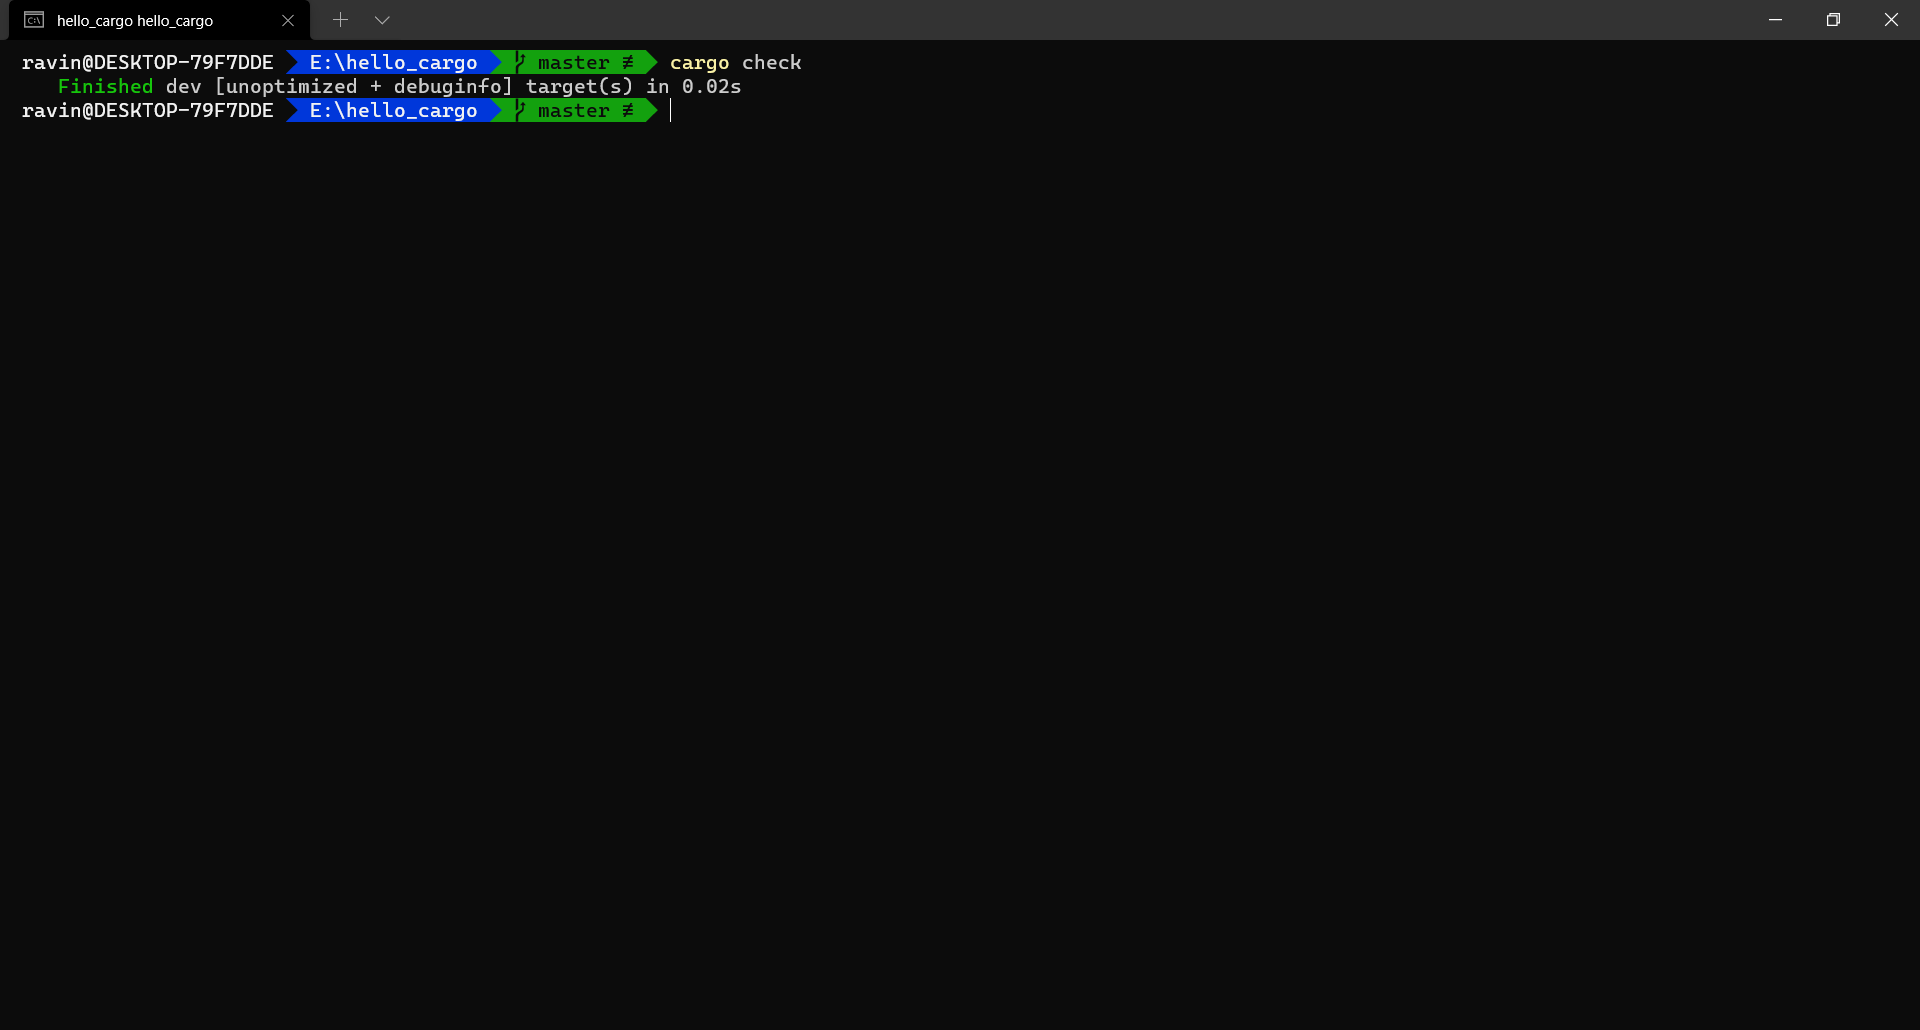 hello_cargo hello_cargo
ravin@DESKTOP-79F7DDE E:\hello_cargo master ≢ cargo check
Finished dev [unoptimized + debuginfo] target(s) in 0.02s
ravin@DESKTOP-79F7DDE E:\hello_cargo master ≢